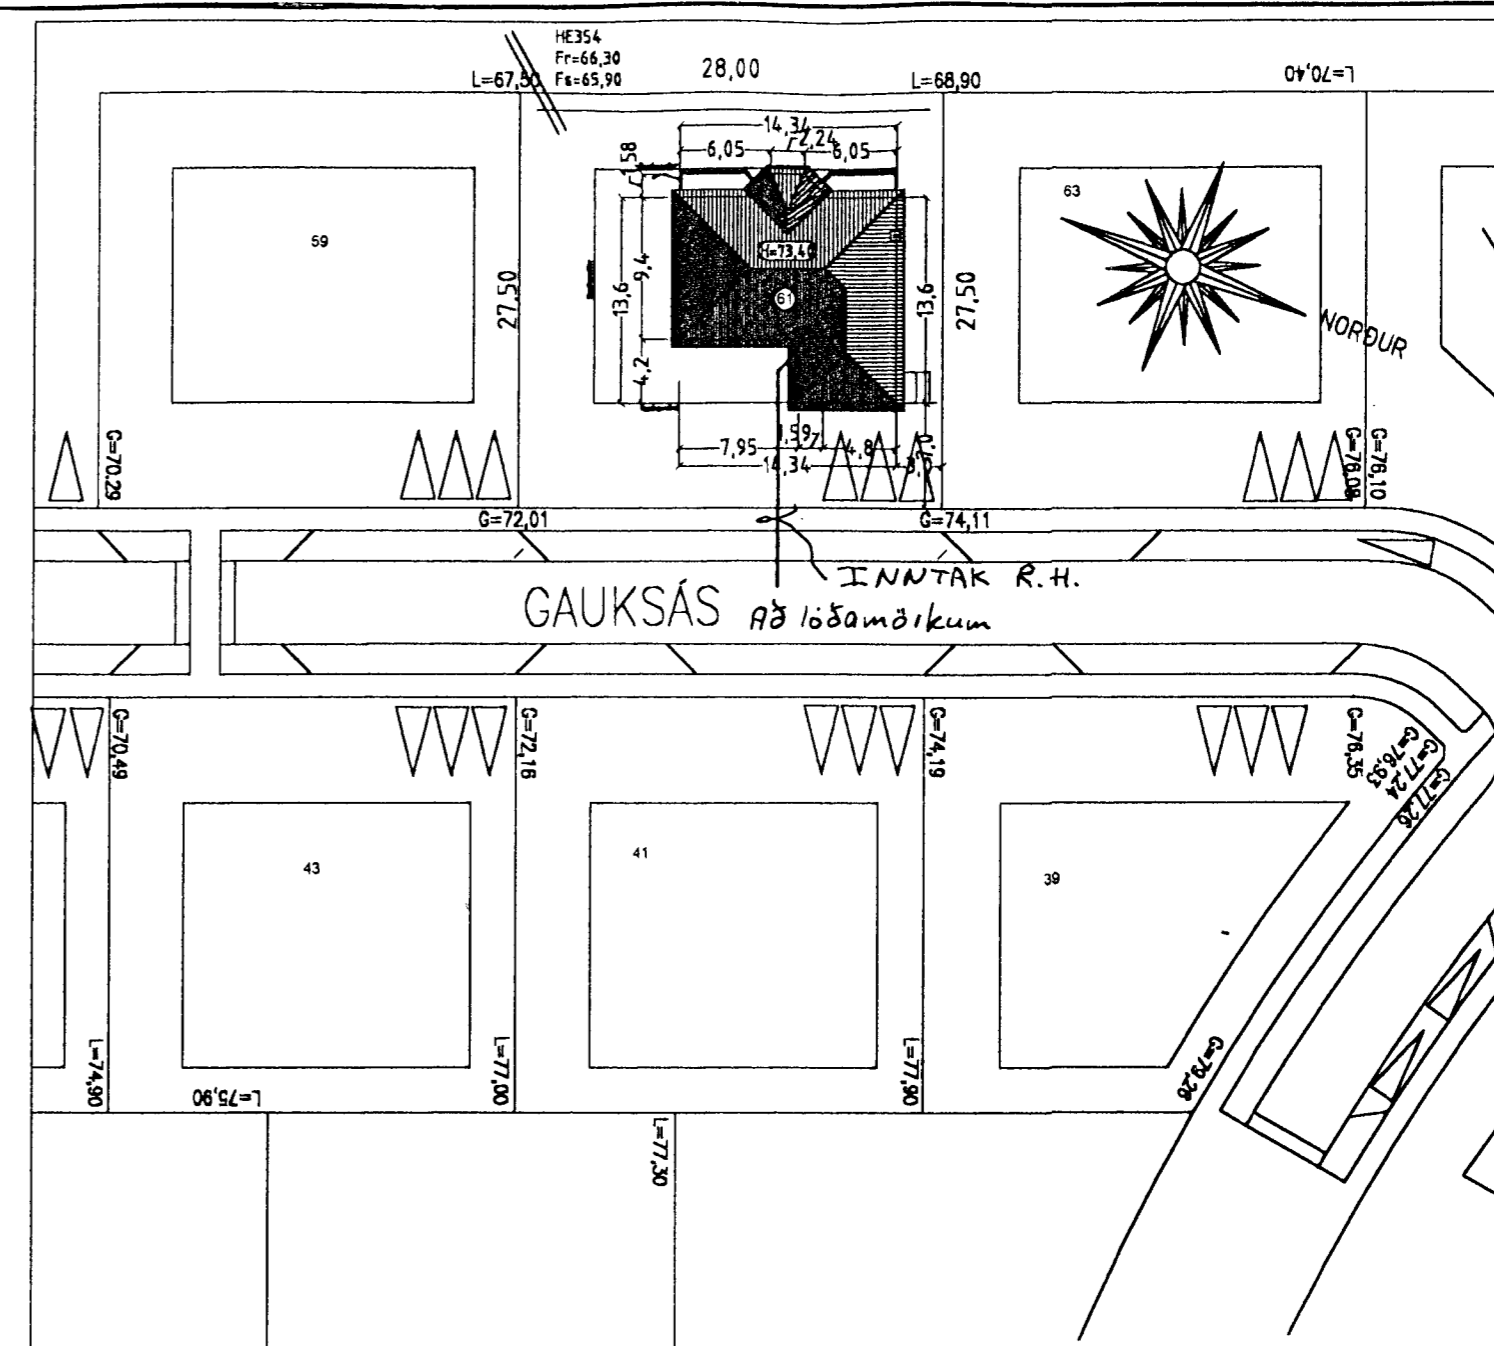 HE354
Fr=66,30
Fs=65,90
L=67,50
28,00
L=68,90
L=70,40
14,34
2,24
6,05
6,05
58
59
63
H=73,40
61
27,50
13,6
9,4
4,2
13,6
27,50
NORÐUR
7,95
1,59
4,8
14,34
G=70,29
G=76,08
G=76,10
G=72,01
G=74,11
INNTAK R.H.
GAUKSÁS
Að lóðamörkum
G=70,49
G=72,16
G=74,19
G=76,35
G=76,93
G=77,24
G=77,26
43
41
39
L=74,90
L=75,90
L=77,00
L=77,90
G=79,26
L=77,30